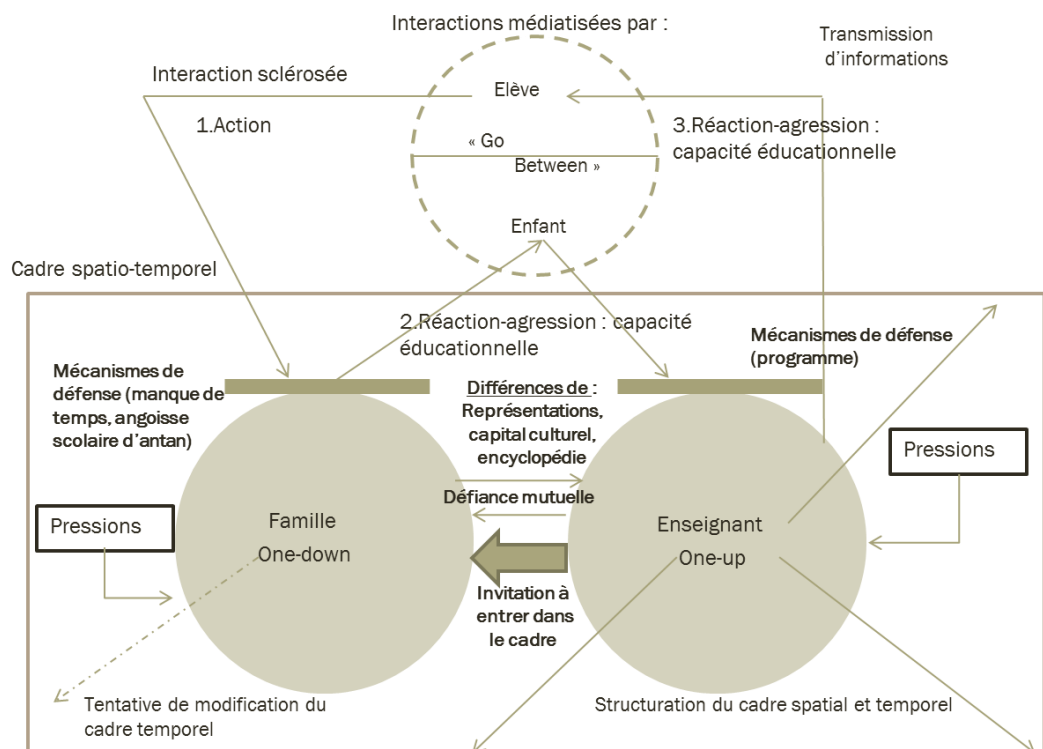 Interactions médiatisées par :
Transmission
d'informations
Interaction sclérosée
Elève
1.Action
3.Réaction-agression :
capacité éducationnelle
« Go
Between »
Enfant
Cadre spatio-temporel
2.Réaction-agression : capacité
éducationnelle
Mécanismes de défense
(programme)
Mécanismes de
défense (manque de
temps, angoisse
scolaire d'antan)
Différences de :
Représentations,
capital culturel,
encyclopédie
Pressions
Défiance mutuelle
Pressions
Famille
One-down
Enseignant
One-up
Invitation à
entrer dans
le cadre
Tentative de modification du
cadre temporel
Structuration du cadre spatial et temporel